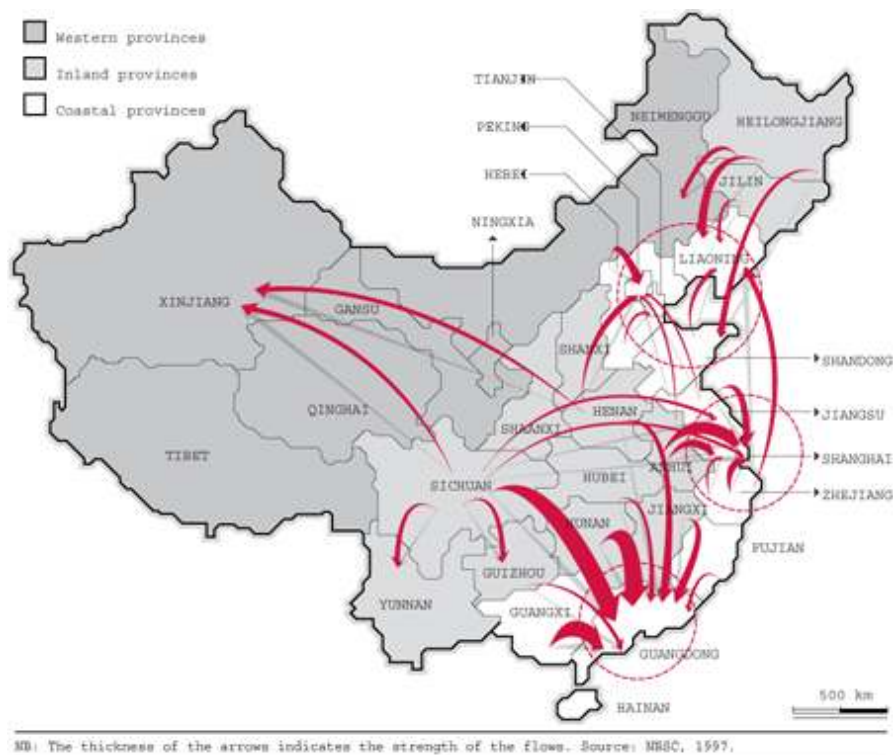 Western provinces
Inland provinces
Coastal provinces
TIANJIN
PEKING
HEBEI
NINGXIA
NEIMENGGU
HEILONGJIANG
JILIN
LIAONING
XINJIANG
GANSU
SHANXI
SHANDONG
QINGHAI
HENAN
JIANGSU
SHAANXI
TIBET
SICHUAN
HUBEI
ANHUI
SHANGHAI
ZHEJIANG
HUNAN
JIANGXI
FUJIAN
GUIZHOU
YUNNAN
GUANGXI
GUANGDONG
HAINAN
500 km
NB: The thickness of the arrows indicates the strength of the flows. Source: NBSC, 1997.